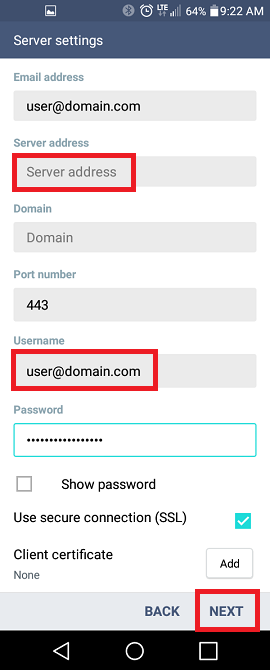 LTE 64% 9:22 AM
Server settings
Email address
user@domain.com
Server address
Server address
Domain
Domain
Port number
443
Username
user@domain.com
Password
••••••••••••••••
Show password
Use secure connection (SSL)
Client certificate
Add
None
BACK NEXT